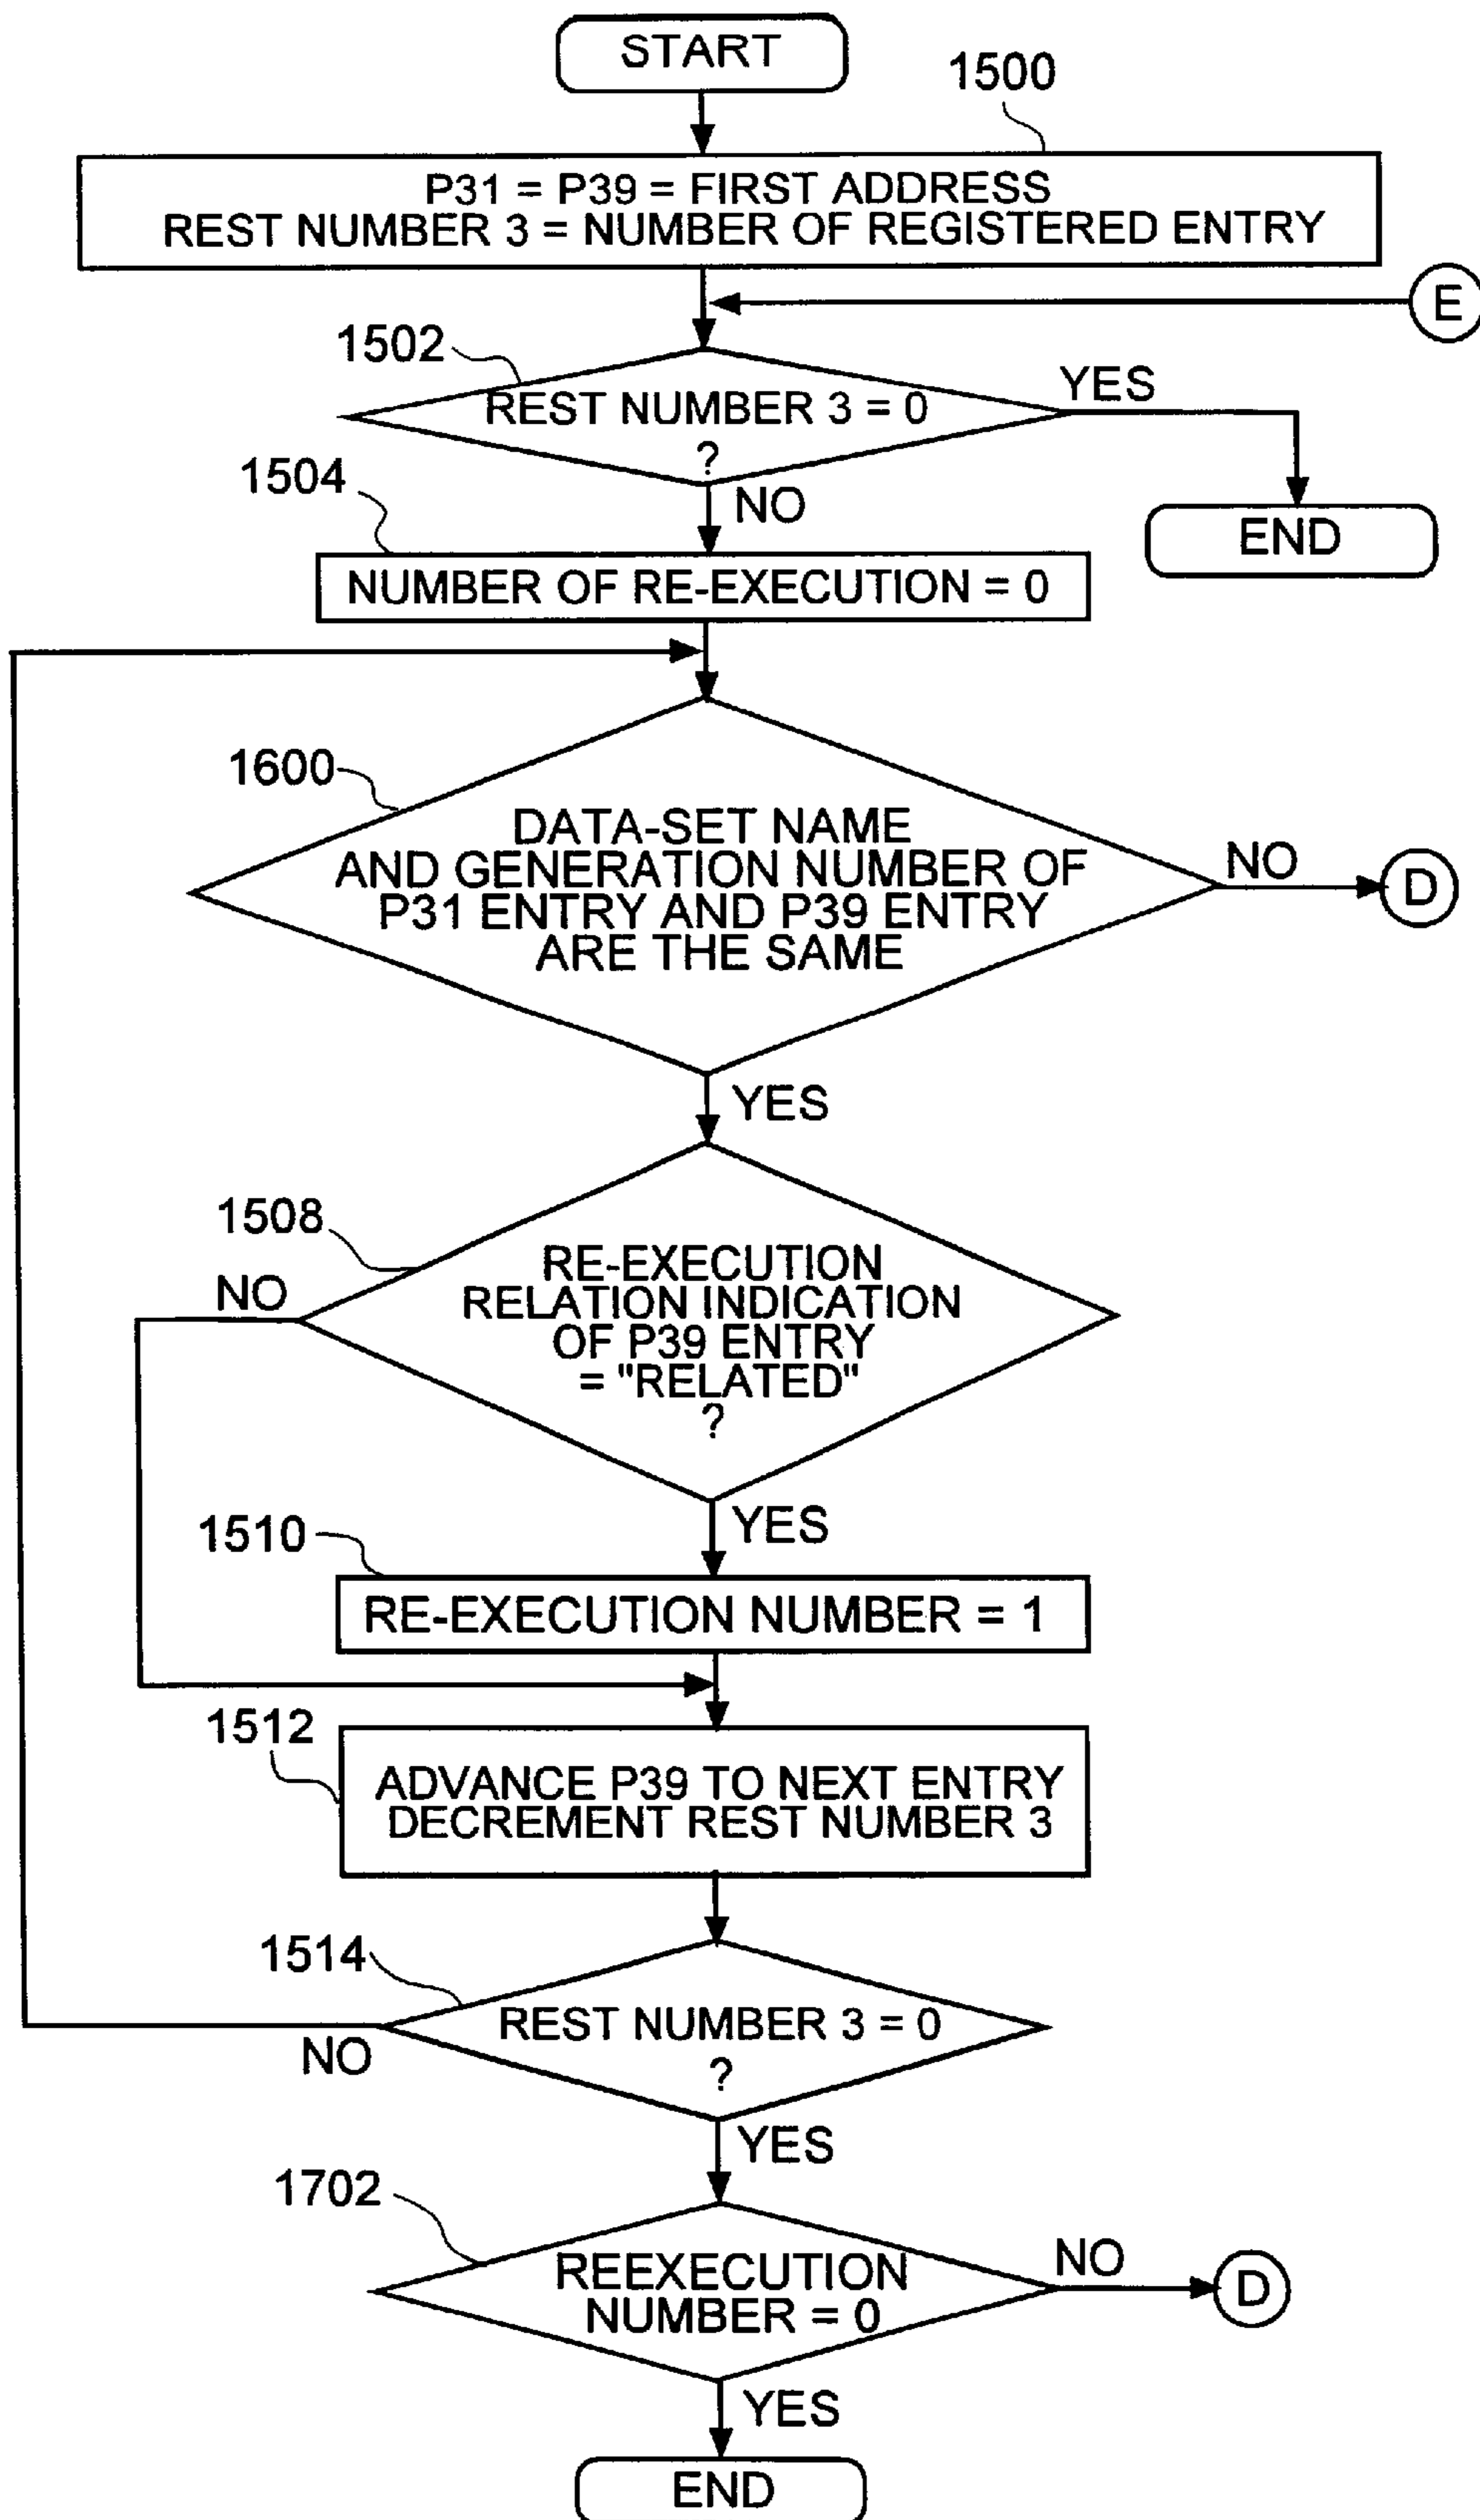 START
1500
P31 = P39 = FIRST ADDRESS
REST NUMBER 3 = NUMBER OF REGISTERED ENTRY
E
1502
REST NUMBER 3 = 0
?
YES
END
NO
1504
NUMBER OF RE-EXECUTION = 0
1600
DATA-SET NAME
AND GENERATION NUMBER OF
P31 ENTRY AND P39 ENTRY
ARE THE SAME
NO
D
YES
1508
NO
RE-EXECUTION
RELATION INDICATION
OF P39 ENTRY
= "RELATED"
?
YES
1510
RE-EXECUTION NUMBER = 1
1512
ADVANCE P39 TO NEXT ENTRY
DECREMENT REST NUMBER 3
1514
REST NUMBER 3 = 0
?
NO
YES
1702
REEXECUTION
NUMBER = 0
NO
D
YES
END